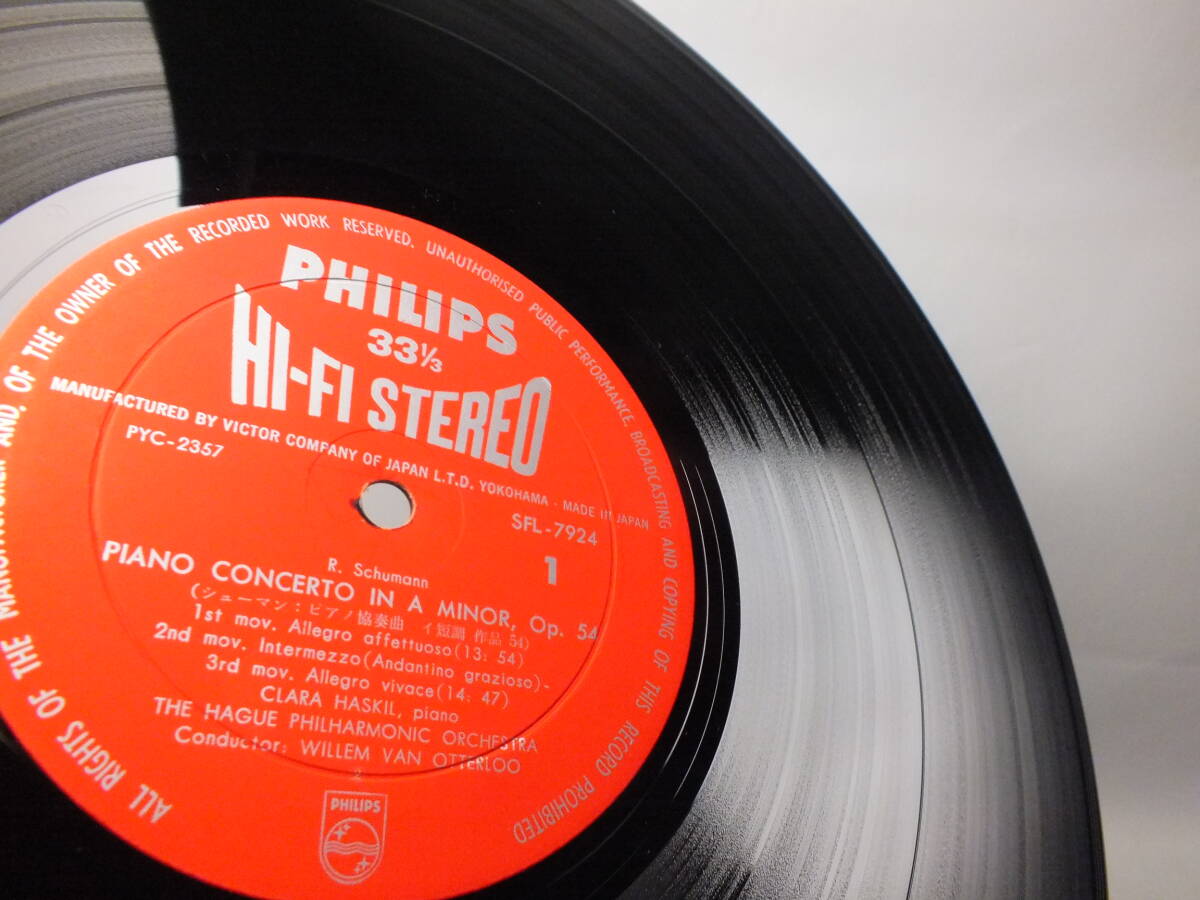 ALL RIGHTS OF THE MANUFACTURER AND OF THE OWNER OF THE RECORDED WORK RESERVED. UNAUTHORISED PUBLIC PERFORMANCE, BROADCASTING AND COPYING OF THIS RECORD PROHIBITED
PHILIPS
33⅓
HI-FI STEREO
MANUFACTURED BY VICTOR COMPANY OF JAPAN L.T.D. YOKOHAMA - MADE IN JAPAN
PYC-2357
SFL-7924
1
R. Schumann
PIANO CONCERTO IN A MINOR, Op. 54
(シューマン:ピアノ協奏曲 イ短調 作品 54)
1st mov. Allegro affettuoso(13:54)
2nd mov. Intermezzo(Andantino grazioso)-
3rd mov. Allegro vivace(14:47)
CLARA HASKIL, piano
THE HAGUE PHILHARMONIC ORCHESTRA
Conductor: WILLEM VAN OTTERLOO
2
PHILIPS